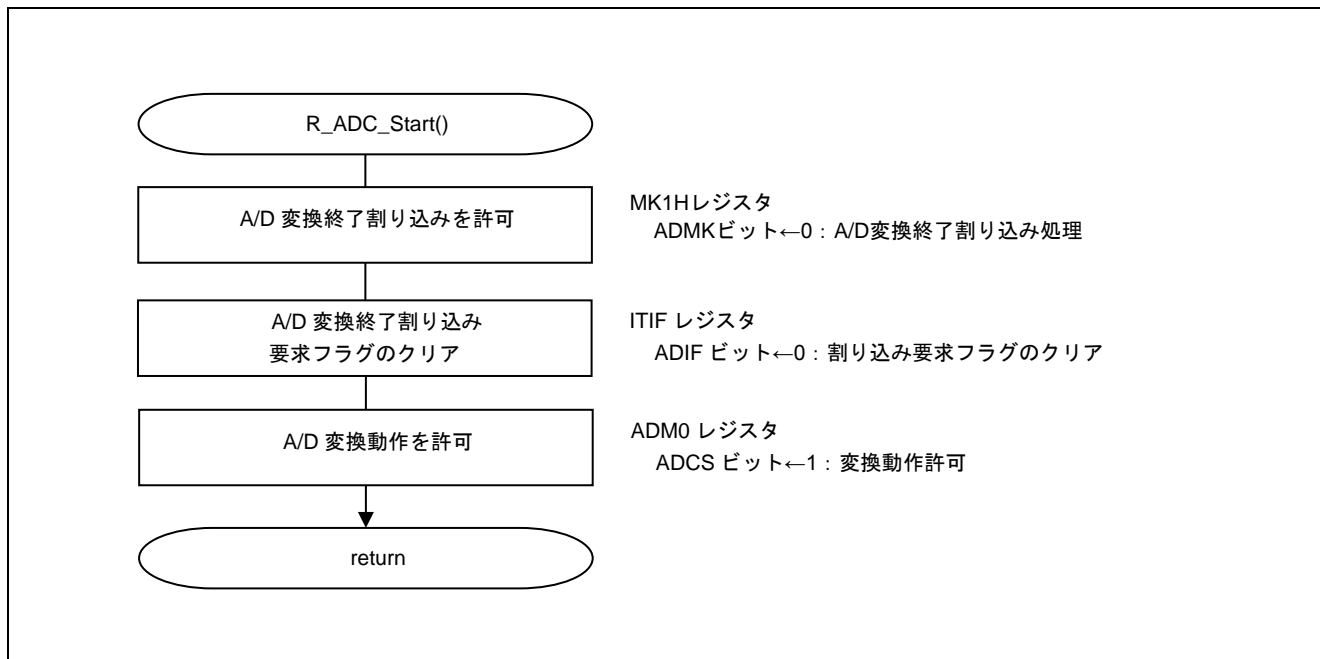 R_ADC_Start()
A/D 変換終了割り込みを許可
MK1Hレジスタ
ADMKビット←0：A/D変換終了割り込み処理
A/D 変換終了割り込み
要求フラグのクリア
ITIF レジスタ
ADIF ビット←0：割り込み要求フラグのクリア
A/D 変換動作を許可
ADM0 レジスタ
ADCS ビット←1：変換動作許可
return